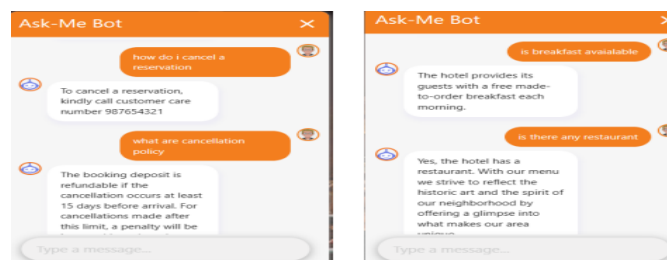 Ask-Me Bot
how do i cancel a
reservation
To cancel a reservation,
kindly call customer care
number 987654321
what are cancellation
policy
The booking deposit is
refundable if the
cancellation occurs at least
15 days before arrival. For
cancellations made after
this limit, a penalty will be
Type a message...
Ask-Me Bot
is breakfast avaialable
The hotel provides its
guests with a free made-
to-order breakfast each
morning.
is there any restaurant
Yes, the hotel has a
restaurant. With our menu
we strive to reflect the
historic art and the spirit of
our neighborhood by
offering a glimpse into
what makes our area
Type a message...